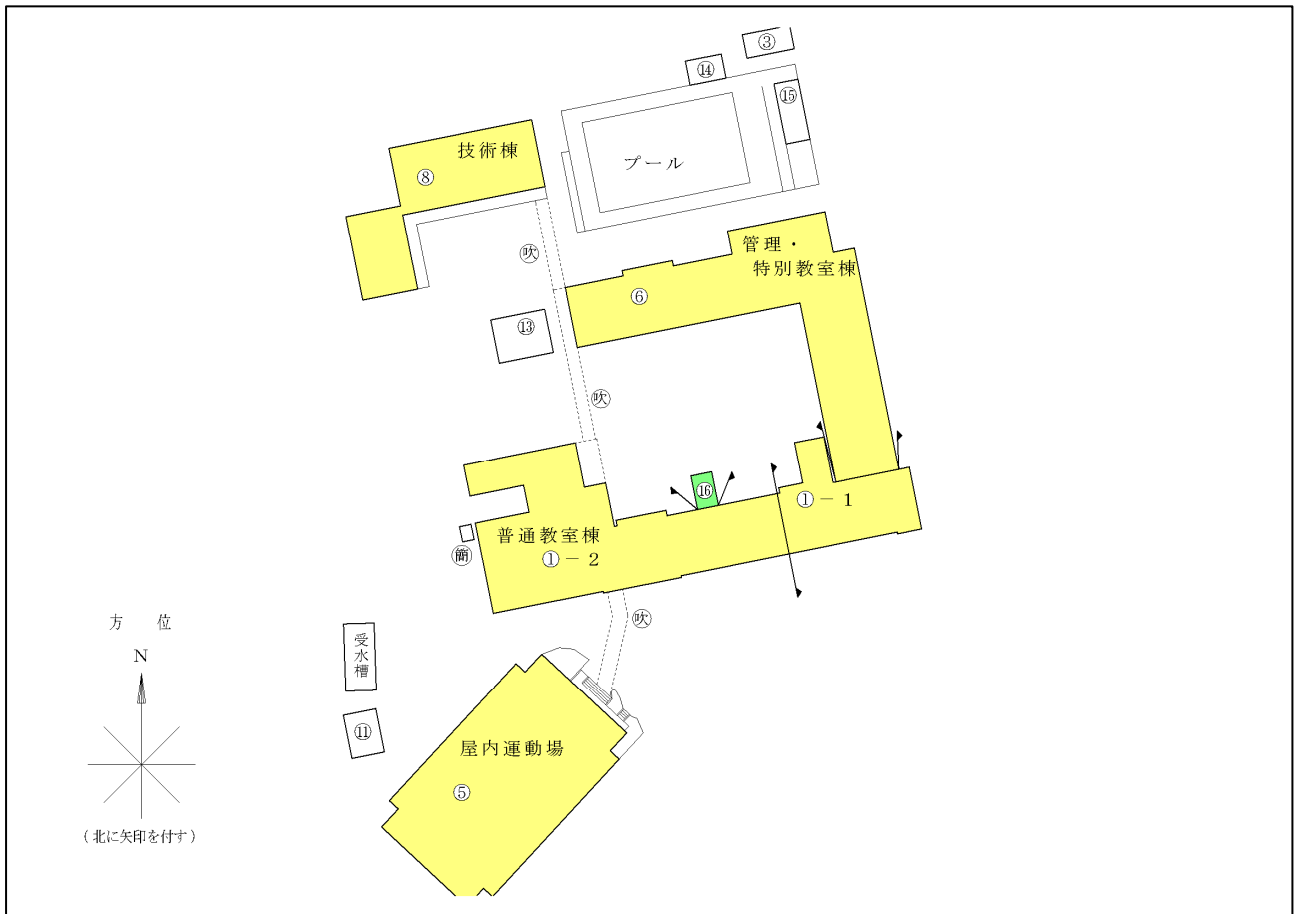 ③
⑭
⑮
技術棟
⑧
プール
吹
管理・
特別教室棟
⑥
⑬
吹
⑯
①－1
普通教室棟
①－2
簡
吹
方　位
N
受水槽
⑪
屋内運動場
⑤
(北に矢印を付す)